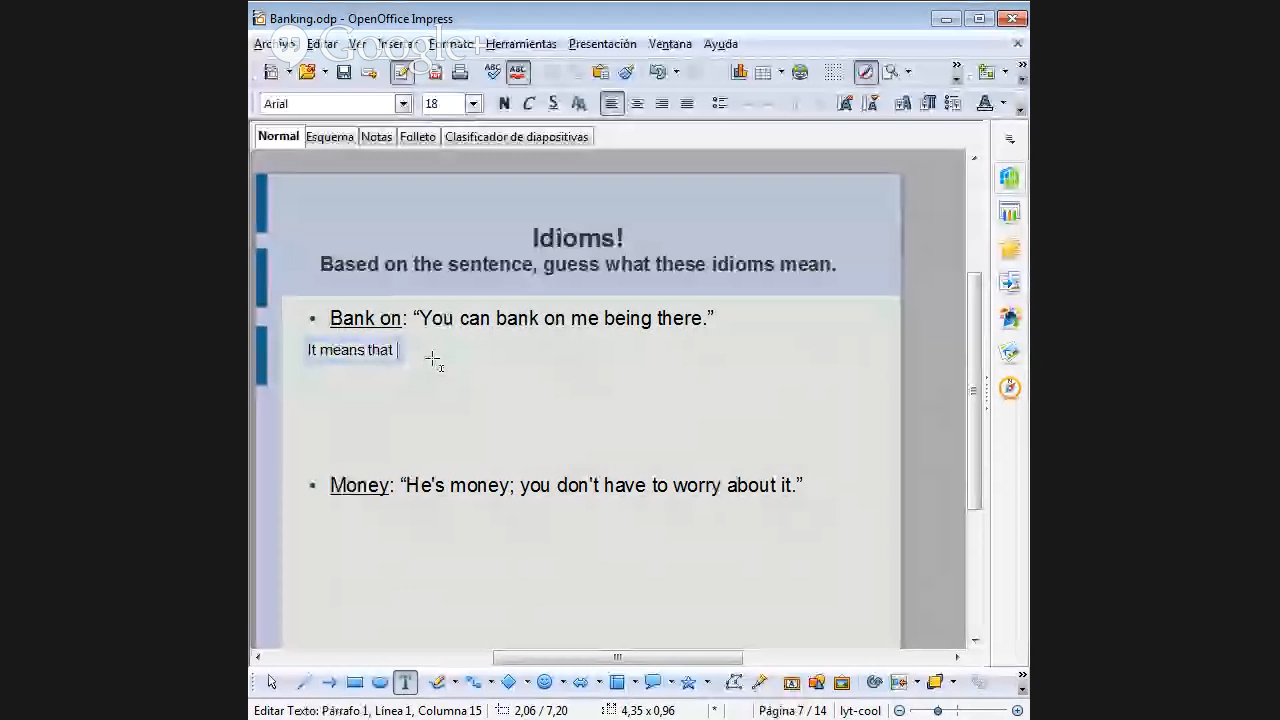 Banking.odp - OpenOffice Impress
Google+
Archivo Editar Ver Insertar Formato Herramientas Presentación Ventana Ayuda
Arial 18 N C S
Normal Esquema Notas Folleto Clasificador de diapositivas
Idioms!
Based on the sentence, guess what these idioms mean.
• Bank on: “You can bank on me being there.”
It means that
• Money: “He's money; you don't have to worry about it.”
Editar Texto: Párrafo 1, Línea 1, Columna 15 2,06 / 7,20 4,35 x 0,96 * Página 7 / 14 lyt-cool